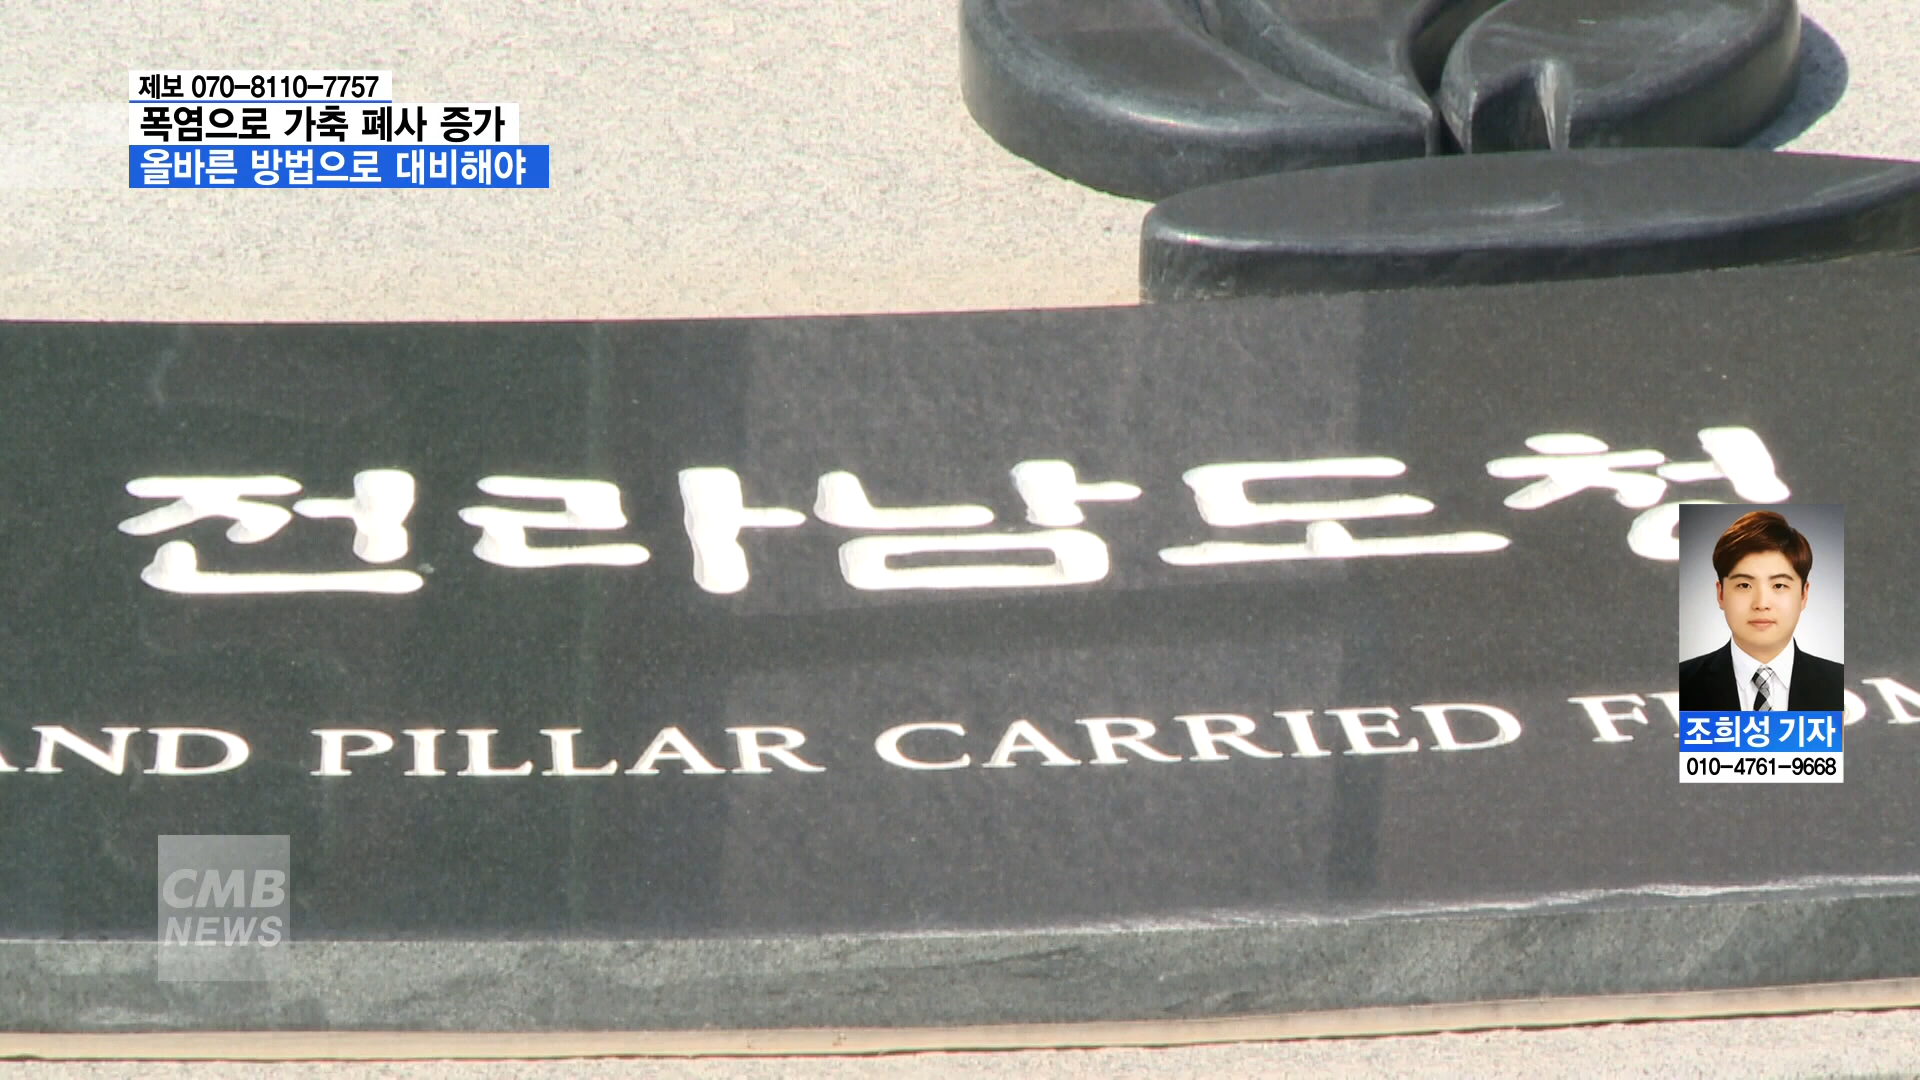 제보 070-8110-7757
폭염으로 가축 폐사 증가
올바른 방법으로 대비해야
전라남도청
AND PILLAR CARRIED
조희성 기자
010-4761-9668
CMB
NEWS